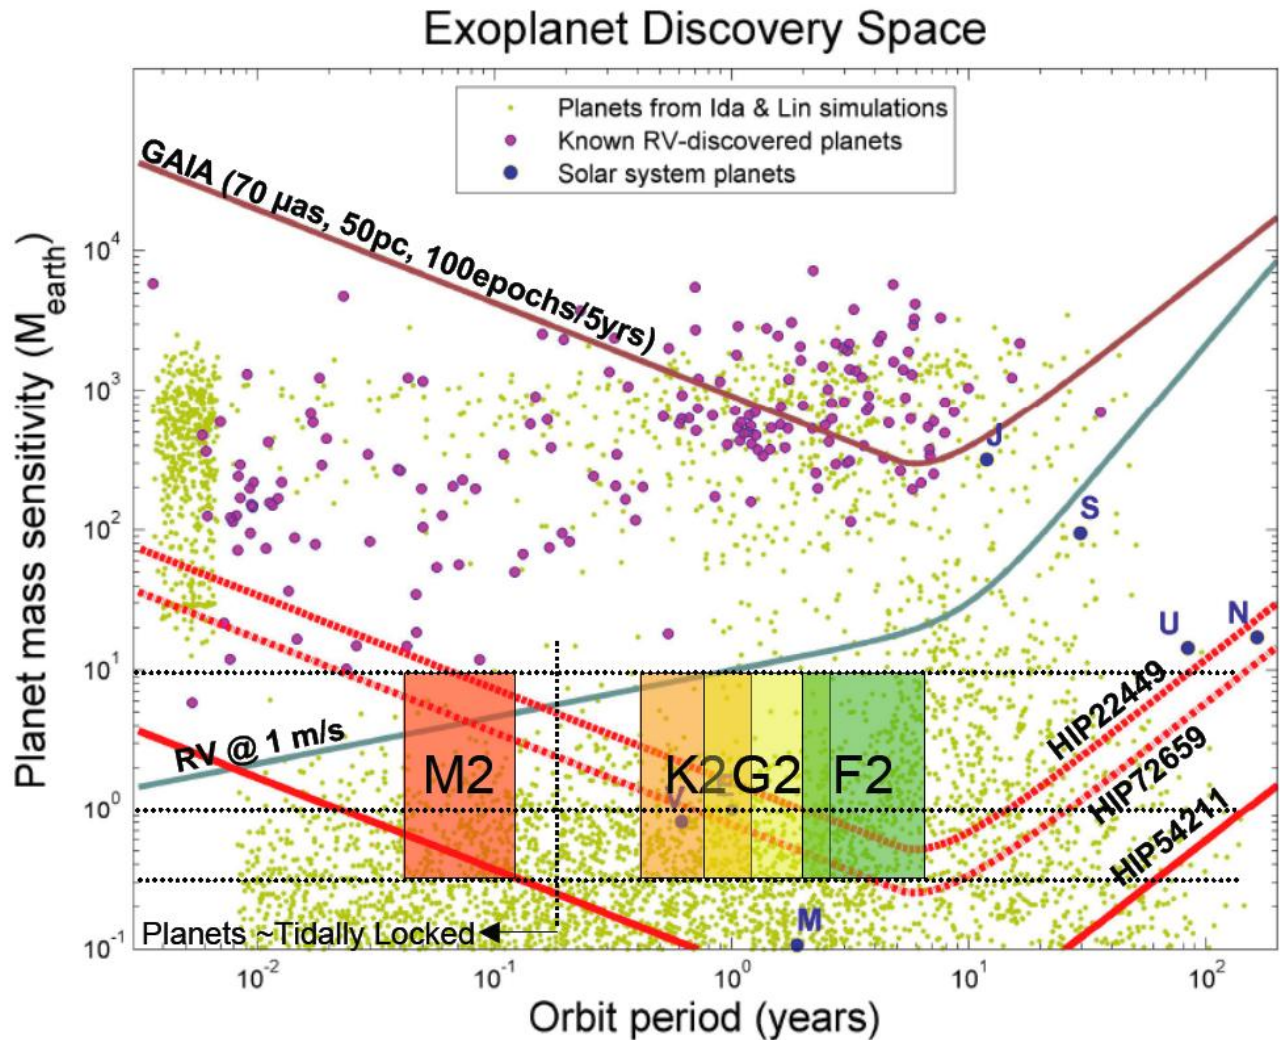 Exoplanet Discovery Space
Planets from Ida & Lin simulations
Known RV-discovered planets
Solar system planets
GAIA (70 µas, 50pc, 100epochs/5yrs)
Planet mass sensitivity (M_earth)
10^4
10^3
10^2
10^1
10^0
10^-1
J
S
U
N
HIP22449
HIP72659
HIP54211
RV @ 1 m/s
M2
K2
G2
F2
V
E
M
Planets ~Tidally Locked
10^-2
10^-1
10^0
10^1
10^2
Orbit period (years)